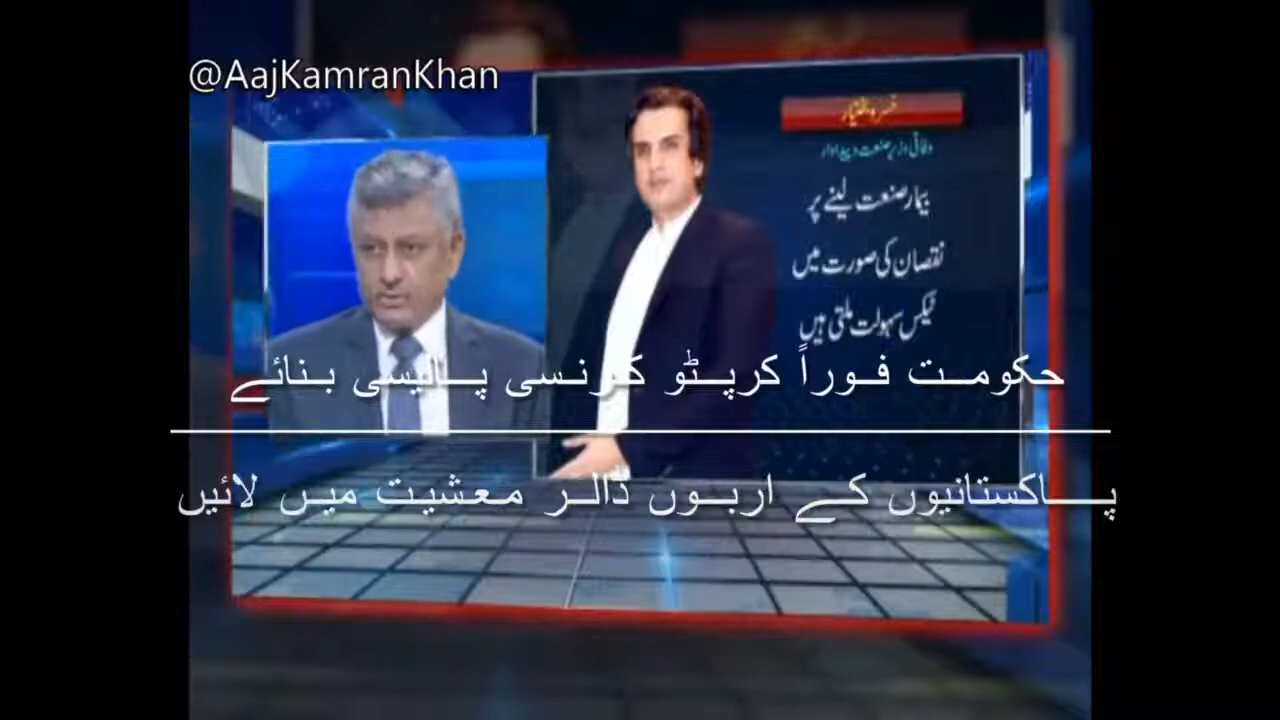 @AajKamranKhan
خسرو بختیار
وفاقی وزیر صنعت و پیداوار
بیمار صنعت لینے پر
نقصان کی صورت میں
ٹیکس سہولت ملتی ہیں
حکومت فوراً کرپٹو کرنسی پالیسی بنائے
پاکستانیوں کے اربوں ڈالر معشیت میں لائیں